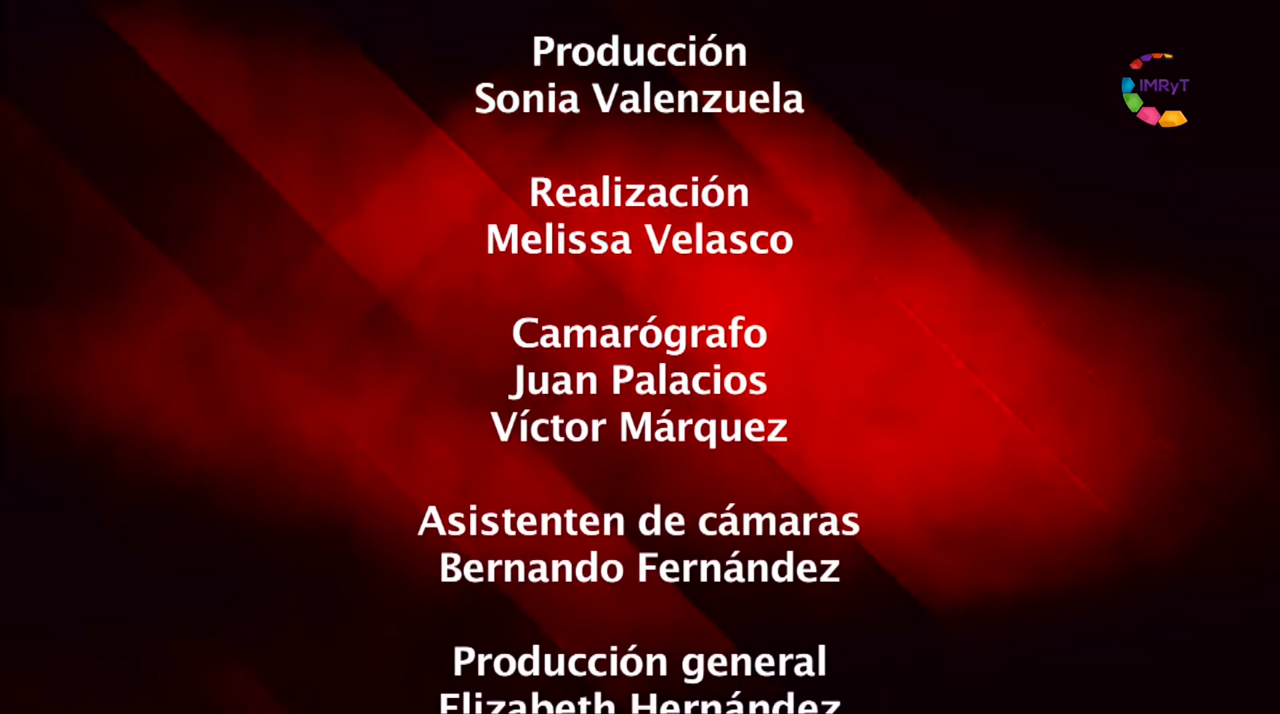 Producción
Sonia Valenzuela
IMRyT
Realización
Melissa Velasco
Camarógrafo
Juan Palacios
Víctor Márquez
Asistenten de cámaras
Bernando Fernández
Producción general
Elizabeth Hernández